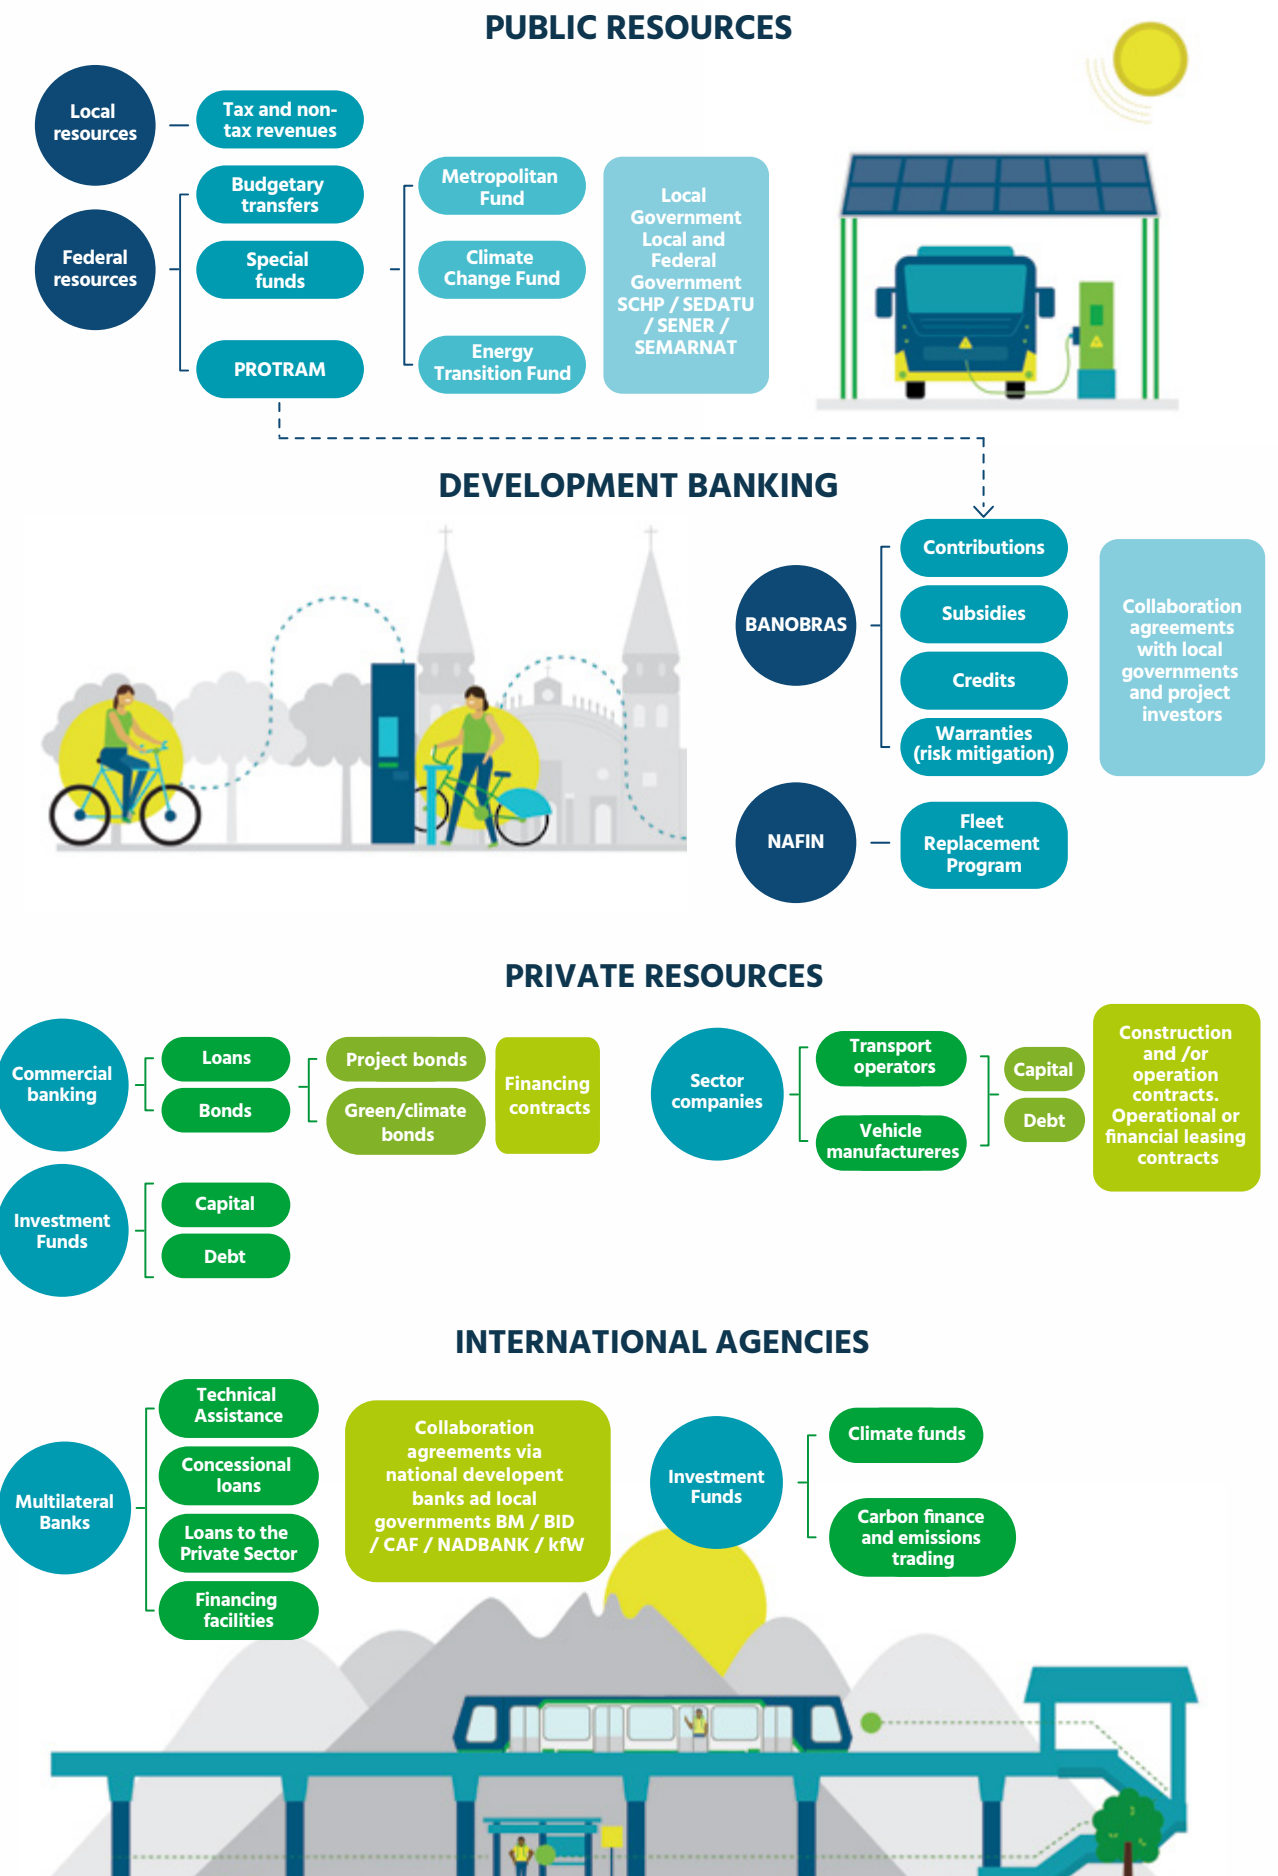 PUBLIC RESOURCES
Local
resources
Tax and non-
tax revenues
Federal
resources
Budgetary
transfers
Special
funds
PROTRAM
Metropolitan
Fund
Climate
Change Fund
Energy
Transition Fund
Local
Government
Local and
Federal
Government
SCHP / SEDATU
/ SENER /
SEMARNAT
DEVELOPMENT BANKING
BANOBRAS
Contributions
Subsidies
Credits
Warranties
(risk mitigation)
Collaboration
agreements
with local
governments
and project
investors
NAFIN
Fleet
Replacement
Program
PRIVATE RESOURCES
Commercial
banking
Loans
Bonds
Project bonds
Green/climate
bonds
Financing
contracts
Investment
Funds
Capital
Debt
Sector
companies
Transport
operators
Vehicle
manufactureres
Capital
Debt
Construction
and /or
operation
contracts.
Operational or
financial leasing
contracts
INTERNATIONAL AGENCIES
Multilateral
Banks
Technical
Assistance
Concessional
loans
Loans to the
Private Sector
Financing
facilities
Collaboration
agreements via
national developent
banks ad local
governments BM / BID
/ CAF / NADBANK / kfW
Investment
Funds
Climate funds
Carbon finance
and emissions
trading